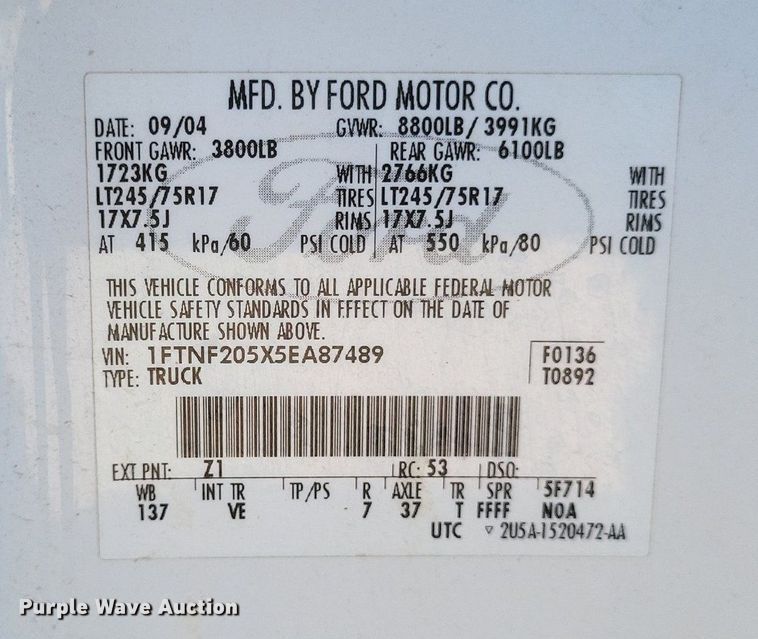 MFD. BY FORD MOTOR CO.
DATE: 09/04 GVWR: 8800LB/ 3991KG
FRONT GAWR: 3800LB REAR GAWR: 6100LB
1723KG WITH 2766KG WITH
LT245/75R17 TIRES LT245/75R17 TIRES
17X7.5J RIMS 17X7.5J RIMS
AT 415 kPa/60 PSI COLD AT 550 kPa/80 PSI COLD
Ford
THIS VEHICLE CONFORMS TO ALL APPLICABLE FEDERAL MOTOR
VEHICLE SAFETY STANDARDS IN EFFECT ON THE DATE OF
MANUFACTURE SHOWN ABOVE.
VIN: 1FTNF205X5EA87489 F0136
TYPE: TRUCK T0892
EXT PNT: Z1 RC: 53 DSO:
WB INT TR TP/PS R AXLE TR SPR 5F714
137 VE 7 37 T FFFF NOA
UTC ▿ 2U5A-1520472-AA
Purple Wave Auction